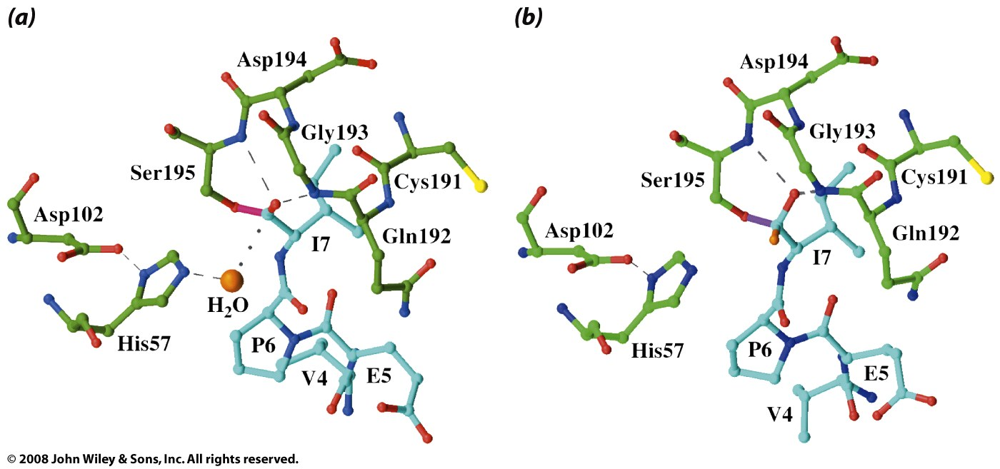 (a)
Asp194
Gly193
Ser195
Cys191
Asp102
I7
Gln192
H₂O
His57
P6
V4
E5
(b)
Asp194
Gly193
Ser195
Cys191
Asp102
Gln192
I7
His57
P6
E5
V4
© 2008 John Wiley & Sons, Inc. All rights reserved.